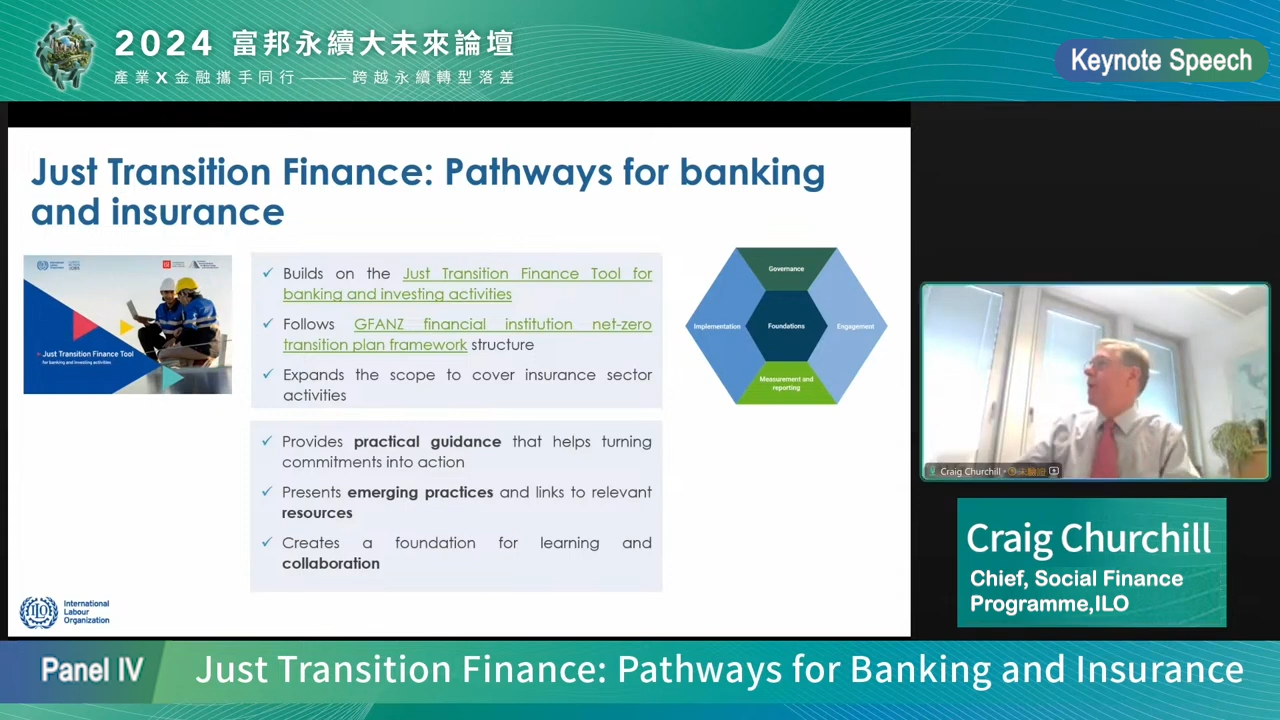 2024 富邦永續大未來論壇
產業X金融攜手同行——跨越永續轉型落差
Keynote Speech
Just Transition Finance: Pathways for banking
and insurance
International Labour Organization
Just Transition Finance Tool
for banking and investing activities
✓ Builds on the Just Transition Finance Tool for
banking and investing activities
✓ Follows GFANZ financial institution net-zero
transition plan framework structure
✓ Expands the scope to cover insurance sector
activities
✓ Provides practical guidance that helps turning
commitments into action
✓ Presents emerging practices and links to relevant
resources
✓ Creates a foundation for learning and
collaboration
Governance
Implementation
Foundations
Engagement
Measurement and
reporting
ILO
International
Labour
Organization
Craig Churchill
Craig Churchill
Chief, Social Finance
Programme,ILO
Panel IV
Just Transition Finance: Pathways for Banking and Insurance